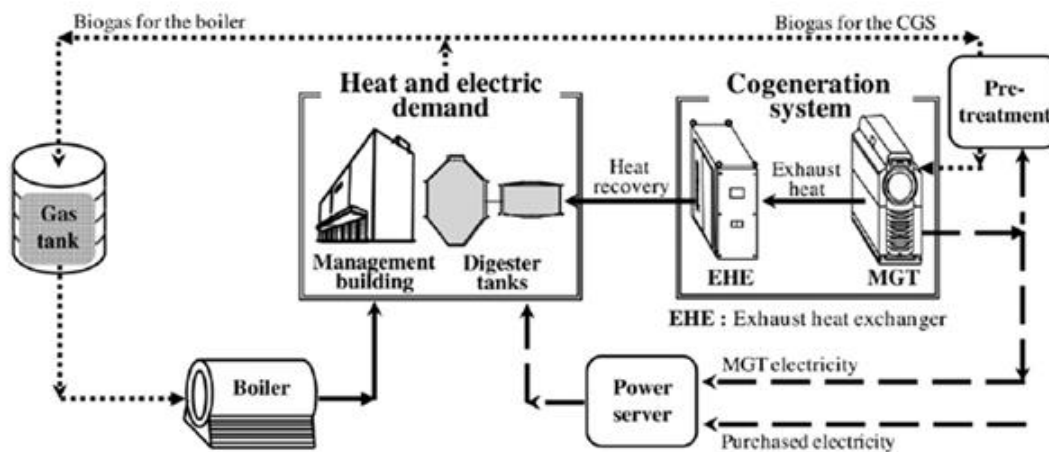 Biogas for the boiler
Biogas for the CGS
Heat and electric
demand
Cogeneration
system
Pre-
treatment
Heat
recovery
Exhaust
heat
Gas
tank
Management
building
Digester
tanks
EHE
MGT
EHE : Exhaust heat exchanger
Boiler
Power
server
MGT electricity
Purchased electricity